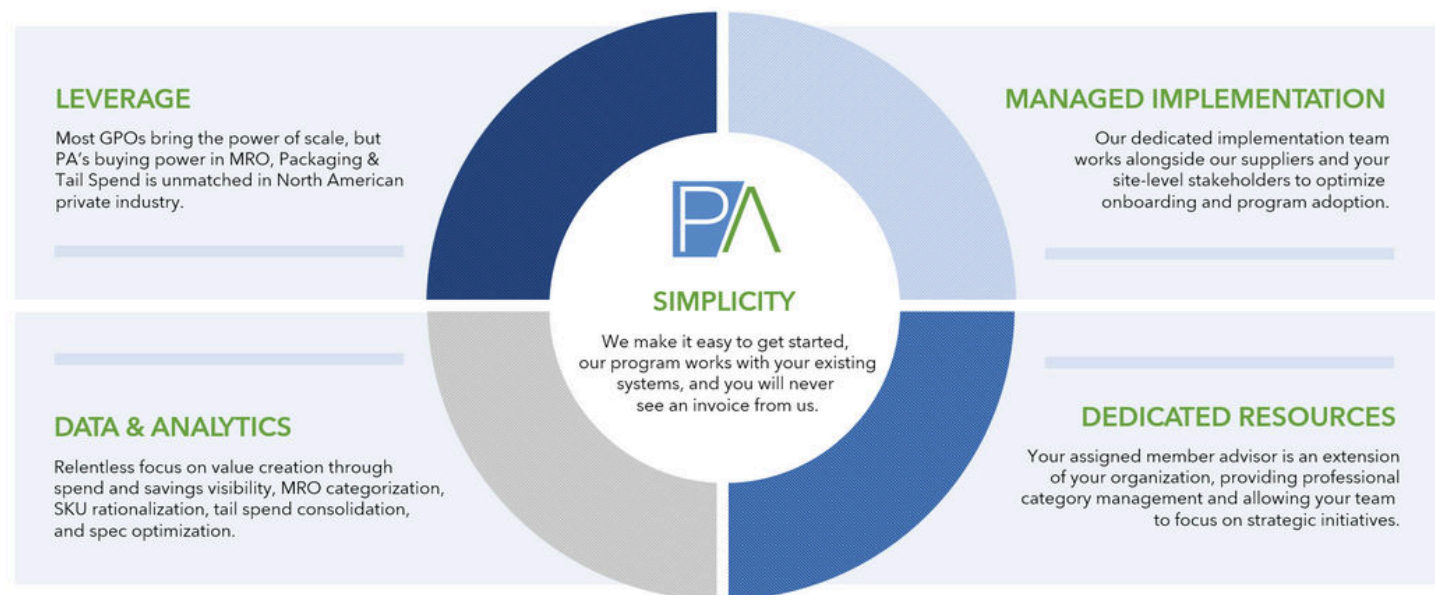 LEVERAGE
Most GPOs bring the power of scale, but
PA's buying power in MRO, Packaging &
Tail Spend is unmatched in North American
private industry.
MANAGED IMPLEMENTATION
Our dedicated implementation team
works alongside our suppliers and your
site-level stakeholders to optimize
onboarding and program adoption.
PA
SIMPLICITY
We make it easy to get started,
our program works with your existing
systems, and you will never
see an invoice from us.
DATA & ANALYTICS
Relentless focus on value creation through
spend and savings visibility, MRO categorization,
SKU rationalization, tail spend consolidation,
and spec optimization.
DEDICATED RESOURCES
Your assigned member advisor is an extension
of your organization, providing professional
category management and allowing your team
to focus on strategic initiatives.